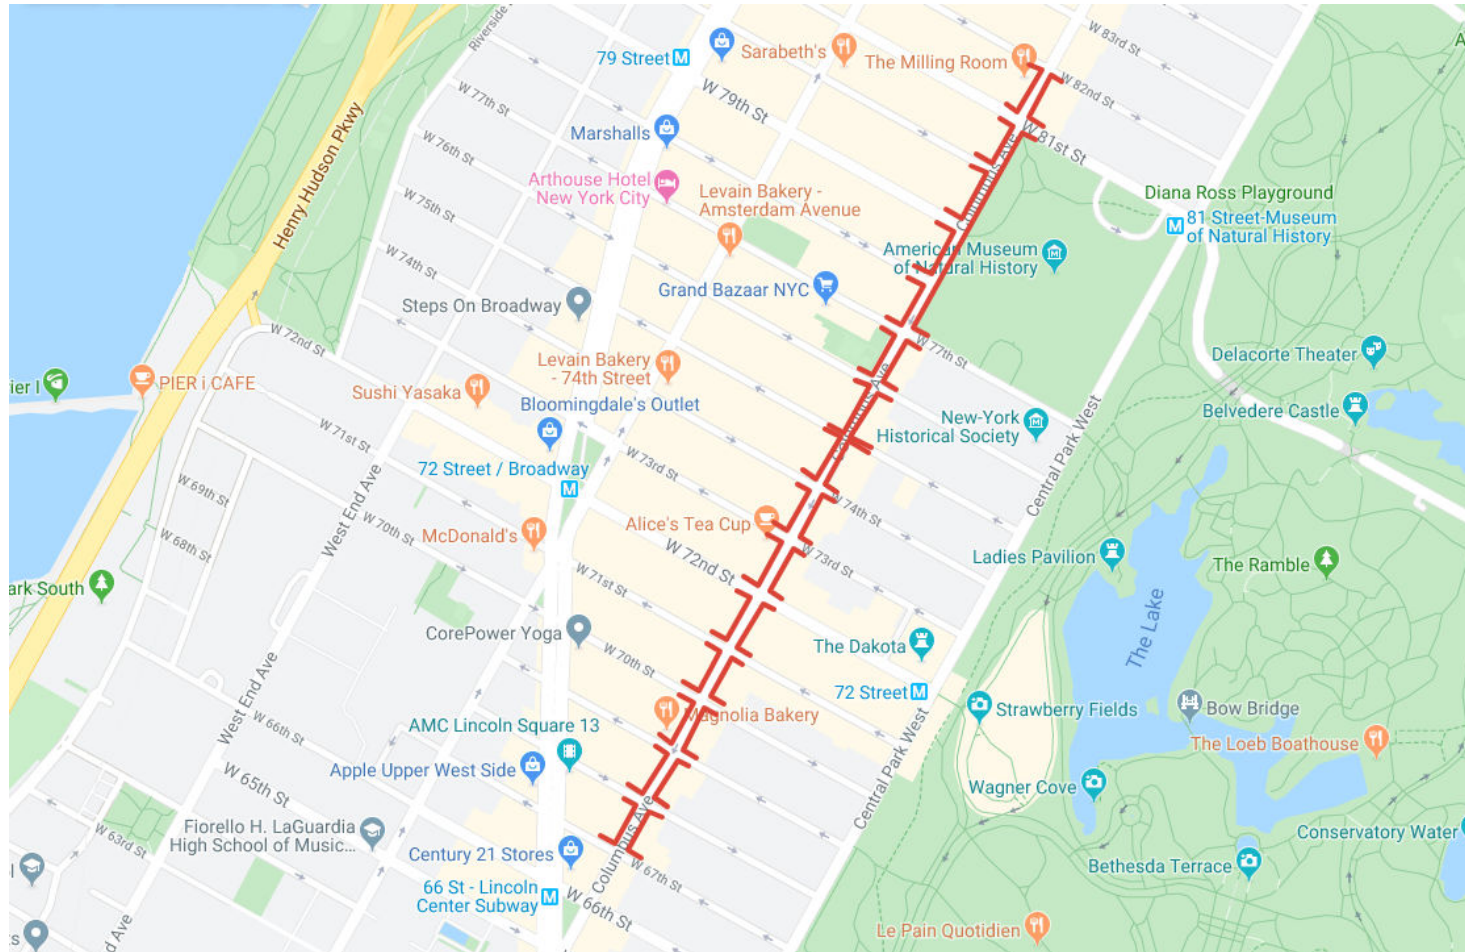 Riverside
W 83rd St
A
79 Street M
Sarabeth's
The Milling Room
W 82nd St
W 77th St
W 79th St
W 81st St
Marshalls
W 76th St
Henry Hudson Pkwy
Arthouse Hotel
New York City
Levain Bakery -
Amsterdam Avenue
Columbus Ave
Diana Ross Playground
W 75th St
M 81 Street-Museum
of Natural History
American Museum
of Natural History
W 74th St
Grand Bazaar NYC
Steps On Broadway
W 72nd St
W 77th St
Delacorte Theater
Levain Bakery
- 74th Street
ier I
PIER i CAFE
Sushi Yasaka
Columbus Ave
Bloomingdale's Outlet
New-York
Historical Society
Belvedere Castle
W 71st St
W 73rd St
Columbus Ave
Central Park West
72 Street / Broadway
M
W 69th St
W 74th St
West End Ave
W 70th St
W 68th St
McDonald's
Alice's Tea Cup
W 72nd St
W 73rd St
Ladies Pavilion
The Ramble
ark South
W 71st St
The Lake
CorePower Yoga
W 70th St
The Dakota
72 Street M
West End Ave
Strawberry Fields
Bow Bridge
Magnolia Bakery
W 66th St
AMC Lincoln Square 13
The Loeb Boathouse
Central Park West
Apple Upper West Side
W 65th St
Wagner Cove
Columbus Ave
W 63rd St
Fiorello H. LaGuardia
High School of Music...
Conservatory Water
Century 21 Stores
W 67th St
Bethesda Terrace
l
66 St - Lincoln
Center Subway M
W 66th St
Le Pain Quotidien
s
d Ave